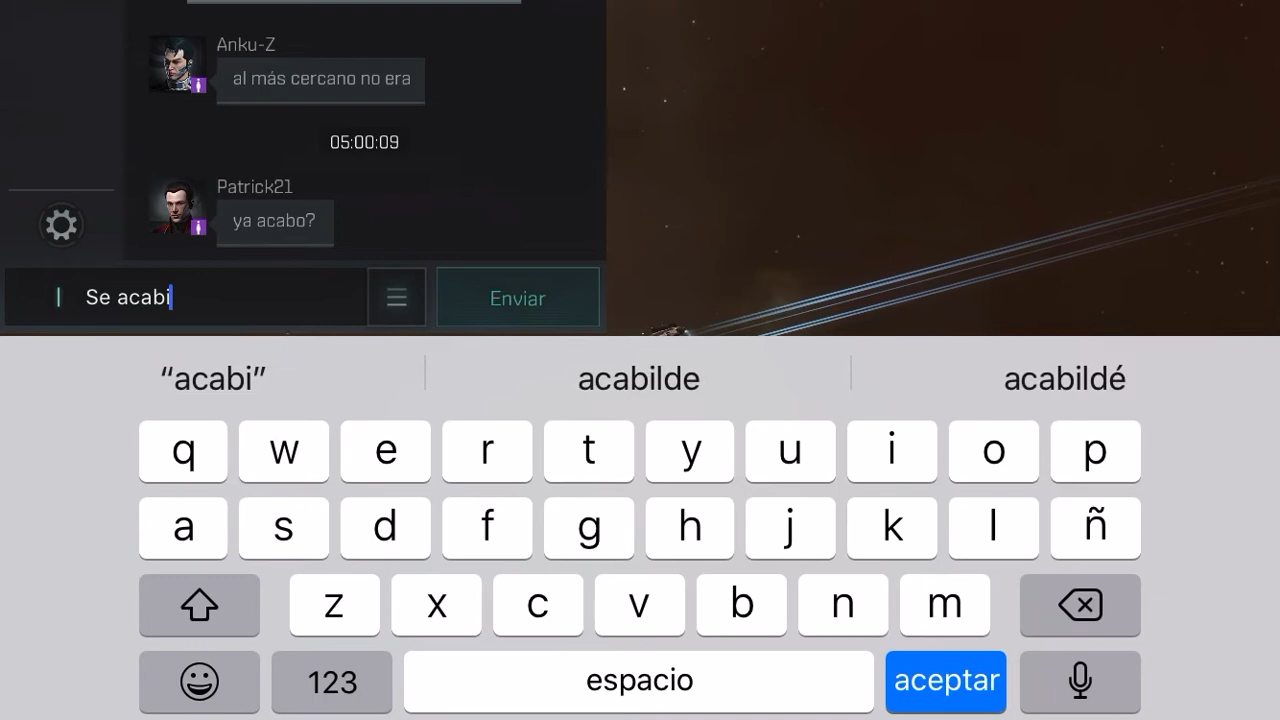 Anku-Z
al más cercano no era
05:00:09
Patrick21
ya acabo?
Se acabi
Enviar
“acabi”
acabilde
acabildé
q w e r t y u i o p
a s d f g h j k l ñ
z x c v b n m
123
espacio
aceptar